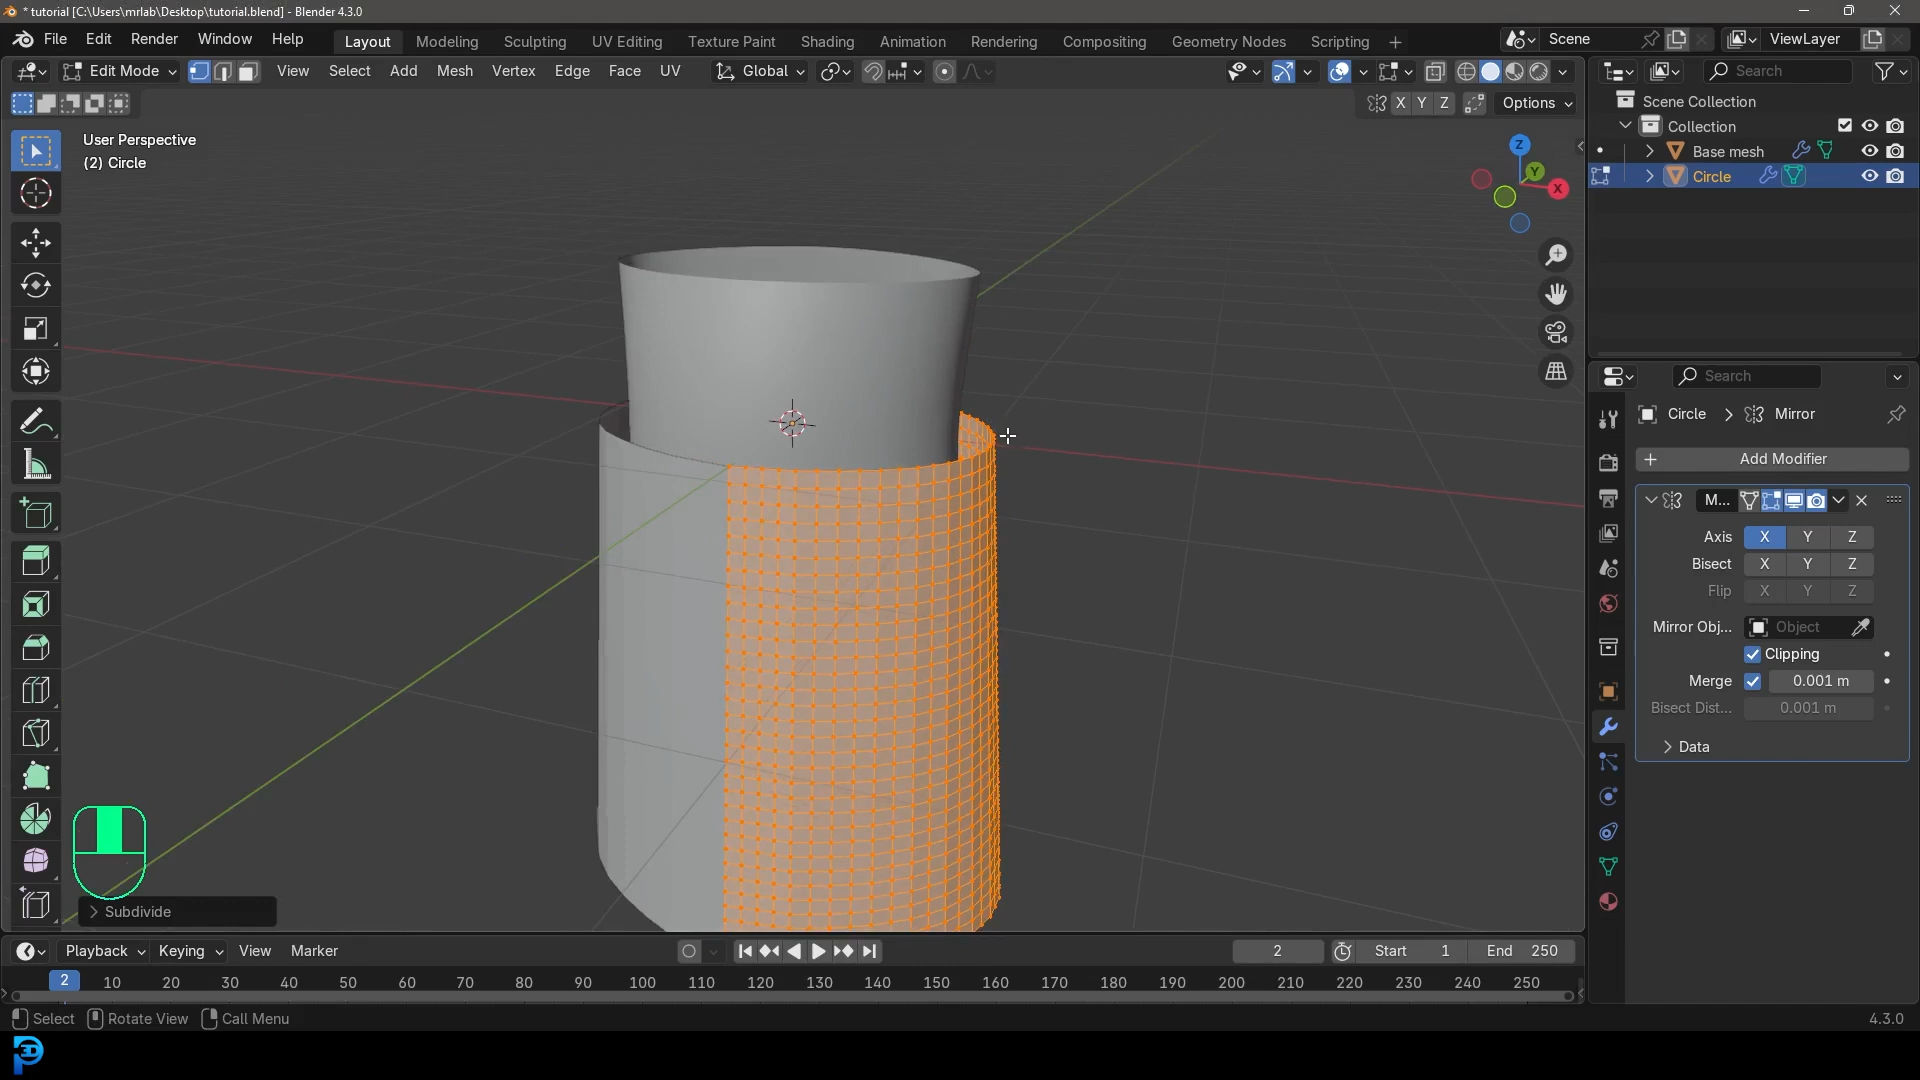 * tutorial [C:\Users\mrlab\Desktop\tutorial.blend] - Blender 4.3.0
File Edit Render Window Help Layout Modeling Sculpting UV Editing Texture Paint Shading Animation Rendering Compositing Geometry Nodes Scripting + Scene ViewLayer
Edit Mode View Select Add Mesh Vertex Edge Face UV Global Search
X Y Z Options
Scene Collection
Collection
Base mesh
Circle
User Perspective
(2) Circle
Z
Y
X
Search
Circle > Mirror
+ Add Modifier
M...
Axis X Y Z
Bisect X Y Z
Flip X Y Z
Mirror Obj... Object
Clipping
Merge 0.001 m
Bisect Dist... 0.001 m
> Data
> Subdivide
Playback Keying View Marker 2 Start 1 End 250
2 10 20 30 40 50 60 70 80 90 100 110 120 130 140 150 160 170 180 190 200 210 220 230 240 250
Select Rotate View Call Menu 4.3.0